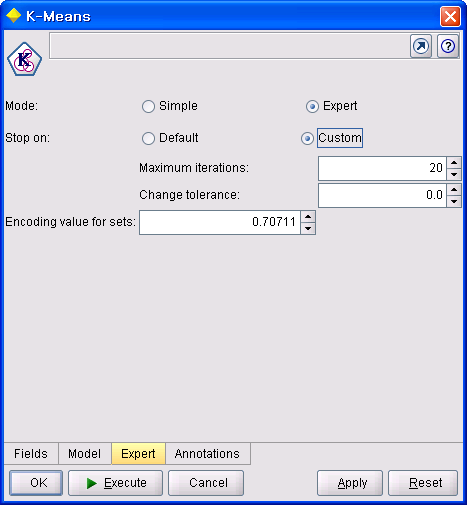 K-Means
K
Mode: Simple Expert
Stop on: Default Custom
Maximum iterations: 20
Change tolerance: 0.0
Encoding value for sets: 0.70711
Fields Model Expert Annotations
OK Execute Cancel Apply Reset